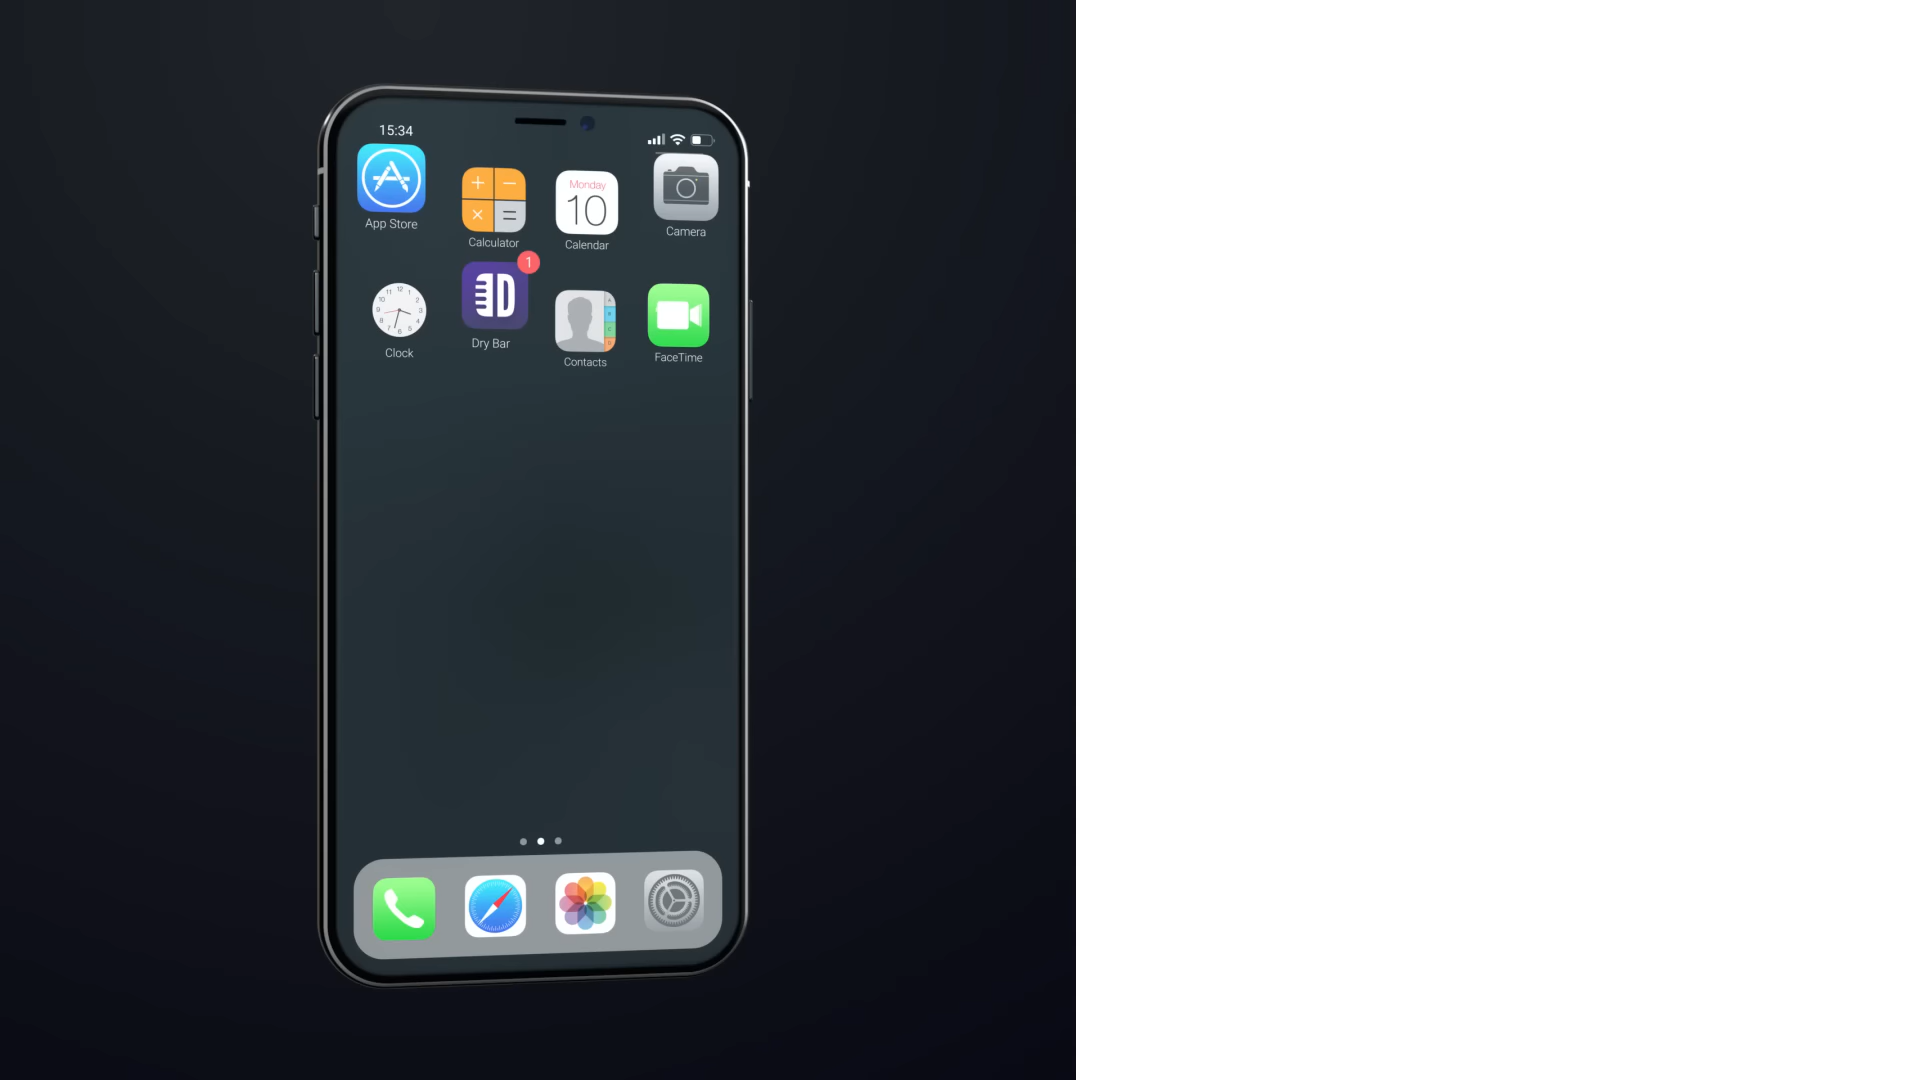 15:34
App Store
Calculator
Monday
10
Calendar
Camera
Clock
1
Dry Bar
Contacts
FaceTime